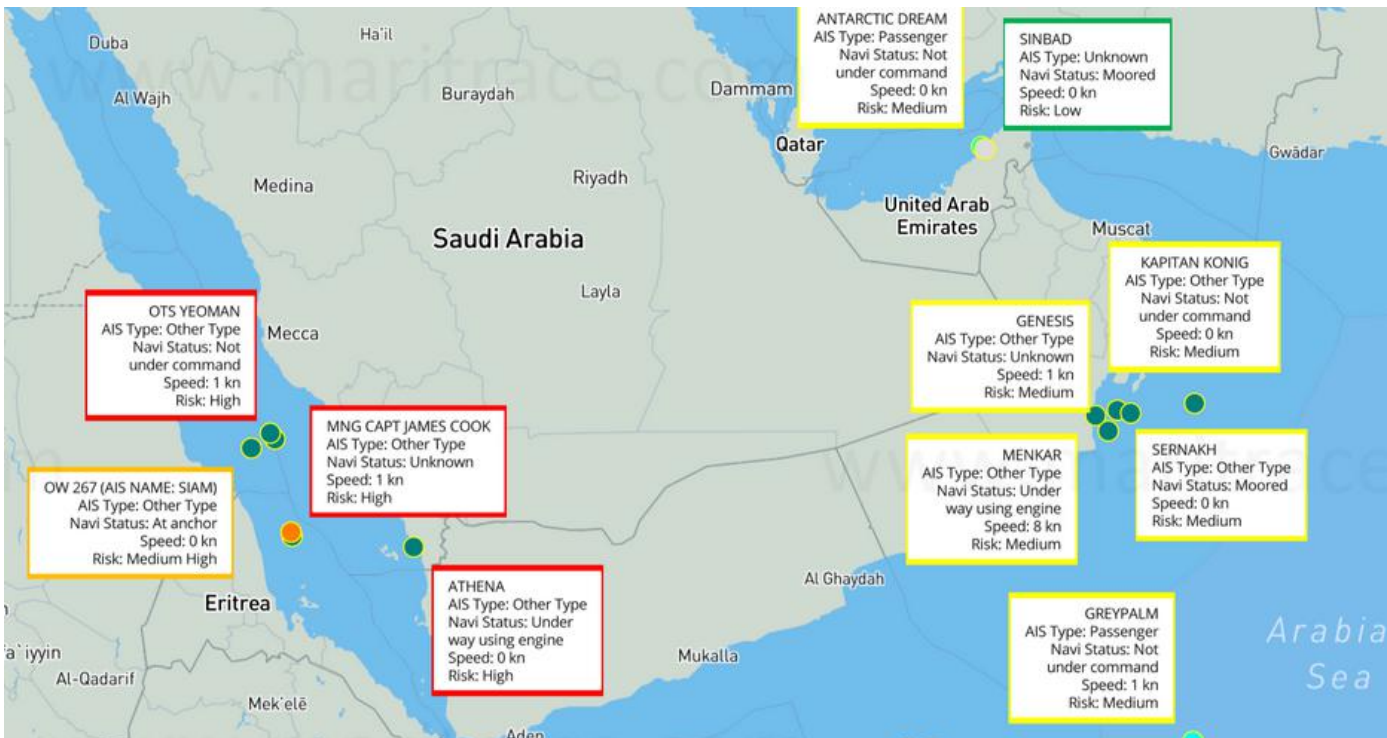 Duba
Ha'il
www.maritrace.com
Al Wajh
Buraydah
Dammam
Qatar
Medina
Riyadh
Saudi Arabia
Layla
Mecca
United Arab
Emirates
Muscat
Gwādar
ANTARCTIC DREAM
AIS Type: Passenger
Navi Status: Not
under command
Speed: 0 kn
Risk: Medium
SINBAD
AIS Type: Unknown
Navi Status: Moored
Speed: 0 kn
Risk: Low
KAPITAN KONIG
AIS Type: Other Type
Navi Status: Not
under command
Speed: 0 kn
Risk: Medium
GENESIS
AIS Type: Other Type
Navi Status: Unknown
Speed: 1 kn
Risk: Medium
OTS YEOMAN
AIS Type: Other Type
Navi Status: Not
under command
Speed: 1 kn
Risk: High
MNG CAPT JAMES COOK
AIS Type: Other Type
Navi Status: Unknown
Speed: 1 kn
Risk: High
MENKAR
AIS Type: Other Type
Navi Status: Under
way using engine
Speed: 8 kn
Risk: Medium
SERNAKH
AIS Type: Other Type
Navi Status: Moored
Speed: 0 kn
Risk: Medium
OW 267 (AIS NAME: SIAM)
AIS Type: Other Type
Navi Status: At anchor
Speed: 0 kn
Risk: Medium High
ATHENA
AIS Type: Other Type
Navi Status: Under
way using engine
Speed: 0 kn
Risk: High
GREYPALM
AIS Type: Passenger
Navi Status: Not
under command
Speed: 1 kn
Risk: Medium
m
www.maritrace
Al Ghaydah
Eritrea
Mukalla
Arabia
Sea
fa`iyyin
Al-Qadarif
Mek'elē
Aden